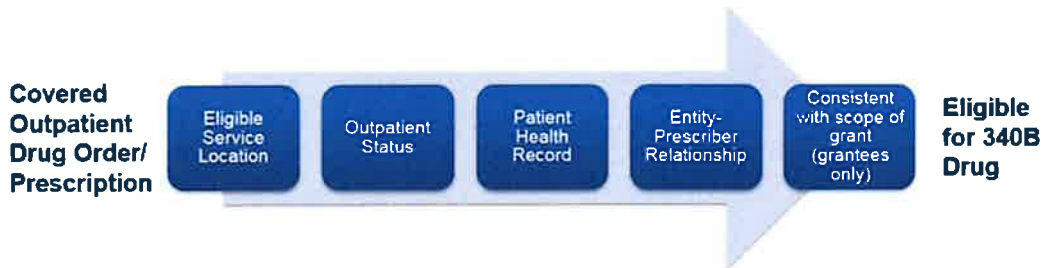 Covered
Outpatient
Drug Order/
Prescription
Eligible
Service
Location
Outpatient
Status
Patient
Health
Record
Entity-
Prescriber
Relationship
Consistent
with scope of
grant
(grantees
only)
Eligible
for 340B
Drug